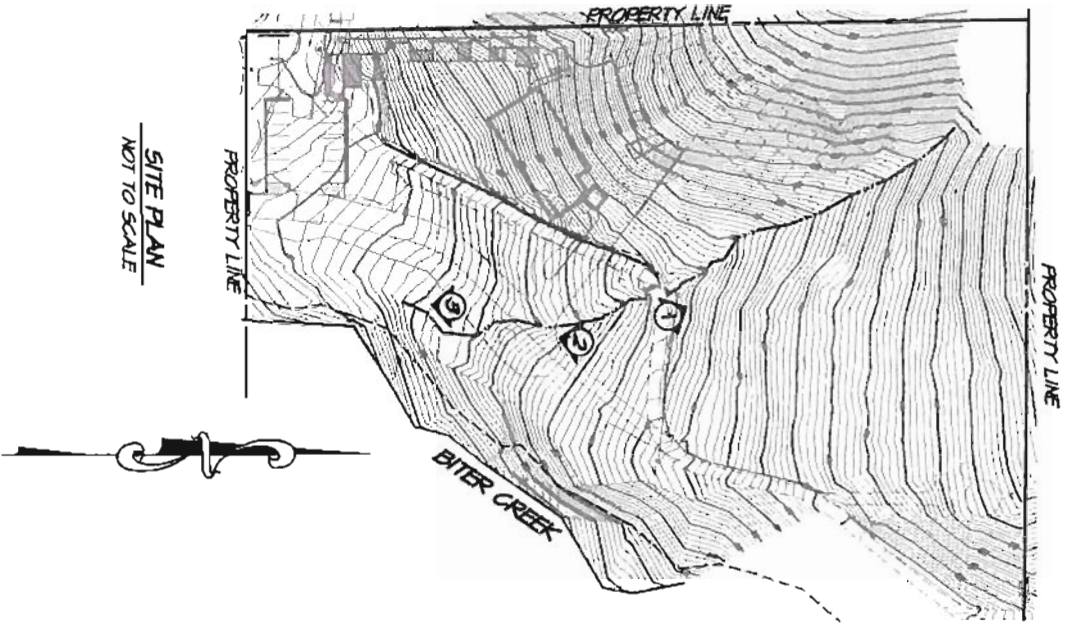 PROPERTY LINE
SITE PLAN
NOT TO SCALE
PROPERTY LINE
PROPERTY LINE
1
2
3
BITER CREEK